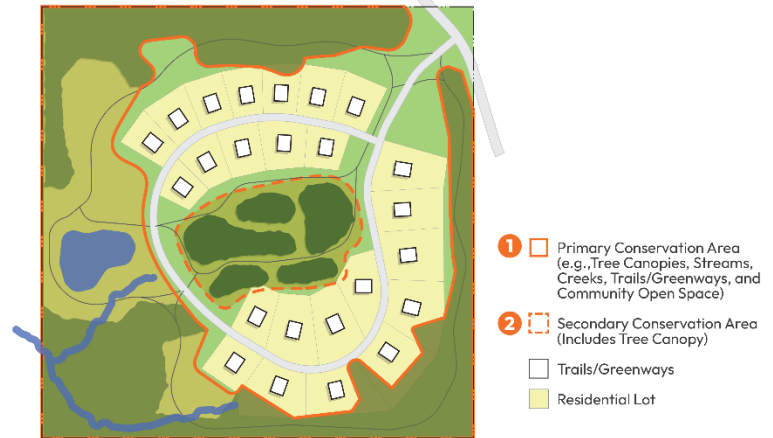 1 Primary Conservation Area
(e.g.,Tree Canopies, Streams,
Creeks, Trails/Greenways, and
Community Open Space)
2 Secondary Conservation Area
(Includes Tree Canopy)
Trails/Greenways
Residential Lot